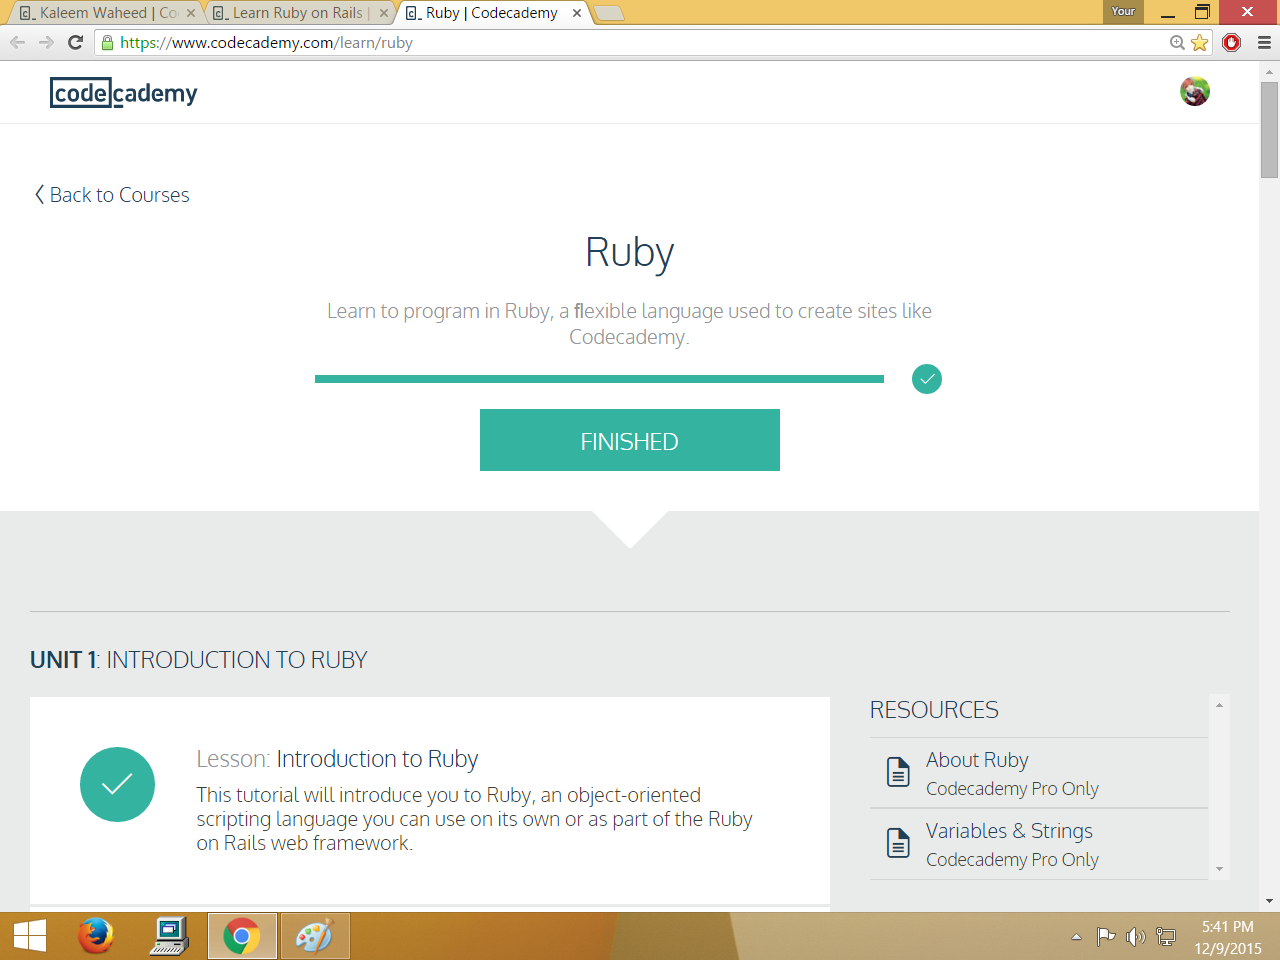 Kaleem Waheed | Co
Learn Ruby on Rails |
Ruby | Codecademy
Your
https://www.codecademy.com/learn/ruby
codecademy
Back to Courses
Ruby
Learn to program in Ruby, a flexible language used to create sites like
Codecademy.
FINISHED
UNIT 1: INTRODUCTION TO RUBY
Lesson: Introduction to Ruby
This tutorial will introduce you to Ruby, an object-oriented
scripting language you can use on its own or as part of the Ruby
on Rails web framework.
RESOURCES
About Ruby
Codecademy Pro Only
Variables & Strings
Codecademy Pro Only
5:41 PM
12/9/2015